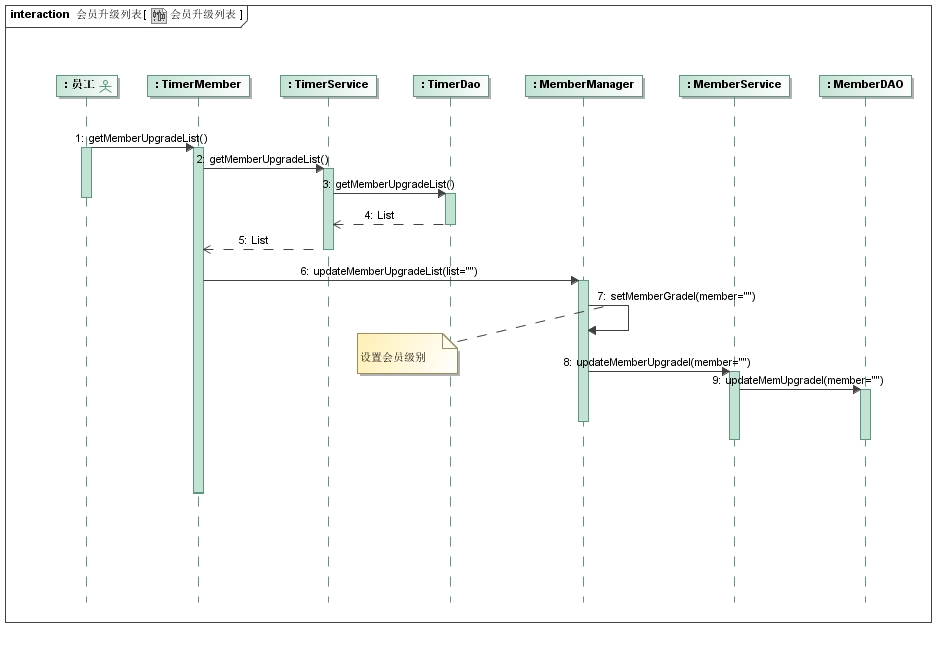 interaction 会员升级列表[ 会员升级列表 ]
: 员工
: TimerMember
: TimerService
: TimerDao
: MemberManager
: MemberService
: MemberDAO
1: getMemberUpgradeList()
2: getMemberUpgradeList()
3: getMemberUpgradeList()
4: List
5: List
6: updateMemberUpgradeList(list="")
7: setMemberGradel(member="")
设置会员级别
8: updateMemberUpgradel(member="")
9: updateMemUpgradel(member="")